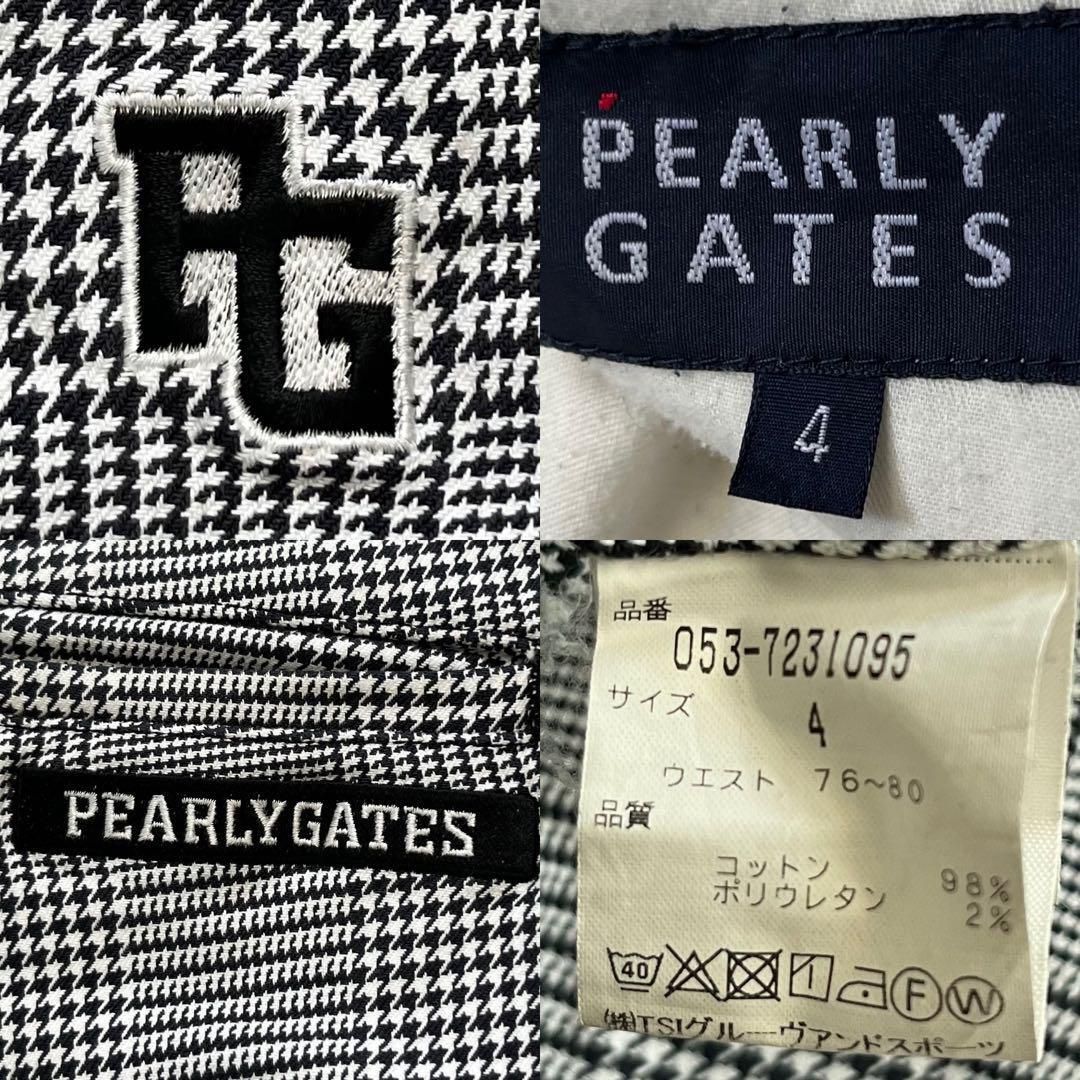 PG
PEARLY
GATES
4
PEARLYGATES
品番
053-7231095
サイズ
4
ウエスト 76~80
品質
コットン 98%
ポリウレタン 2%
40 F W
(株)TSIグルーヴアンドスポーツ